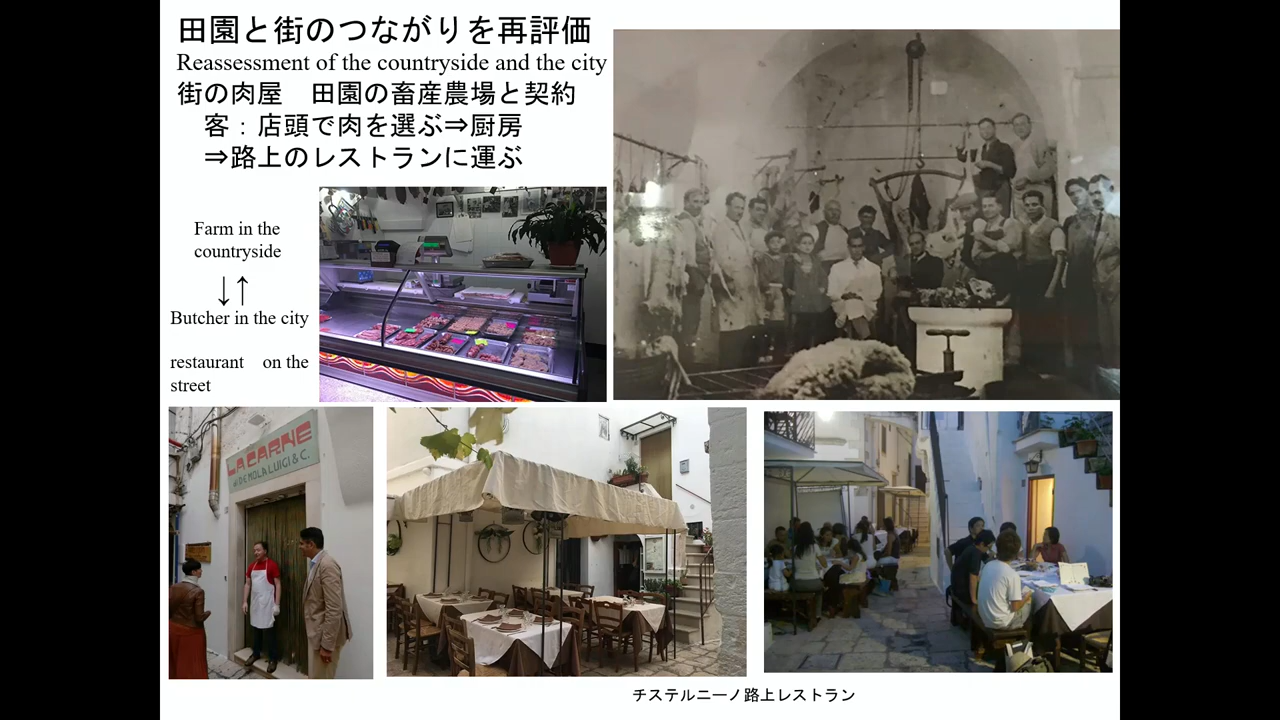 田園と街のつながりを再評価
Reassessment of the countryside and the city
街の肉屋　田園の畜産農場と契約
客：店頭で肉を選ぶ⇒厨房
⇒路上のレストランに運ぶ
Farm in the
countryside
↓↑
Butcher in the city
restaurant on the
street
LA CARNE
di DE MOLA LUIGI & C.
チステルニーノ路上レストラン